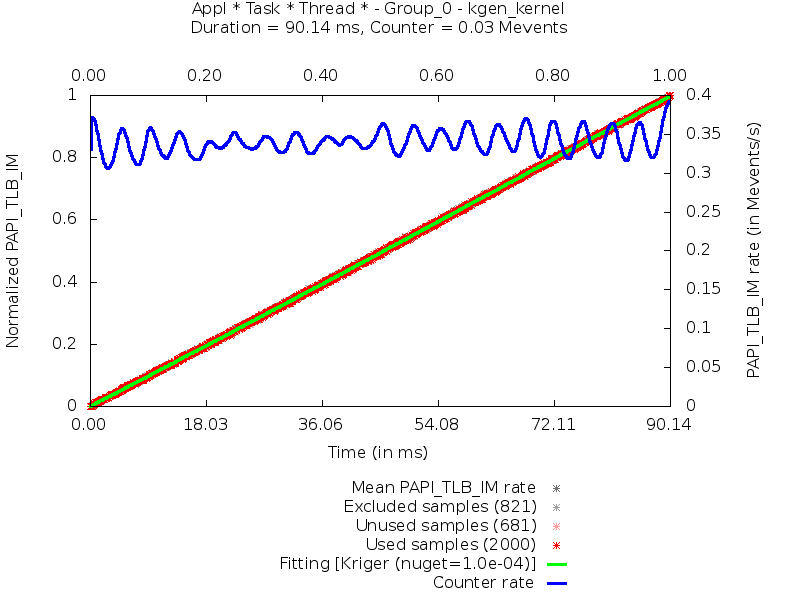 Appl * Task * Thread * - Group_0 - kgen_kernel
Duration = 90.14 ms, Counter = 0.03 Mevents
0.00 0.20 0.40 0.60 0.80 1.00
1 0.4
0.35
0.8
0.3
0.6
0.25
0.2
0.4
0.15
0.1
0.2
0.05
0 0
Normalized PAPI_TLB_IM
PAPI_TLB_IM rate (in Mevents/s)
0.00 18.03 36.06 54.08 72.11 90.14
Time (in ms)
Mean PAPI_TLB_IM rate
Excluded samples (821)
Unused samples (681)
Used samples (2000)
Fitting [Kriger (nuget=1.0e-04)]
Counter rate